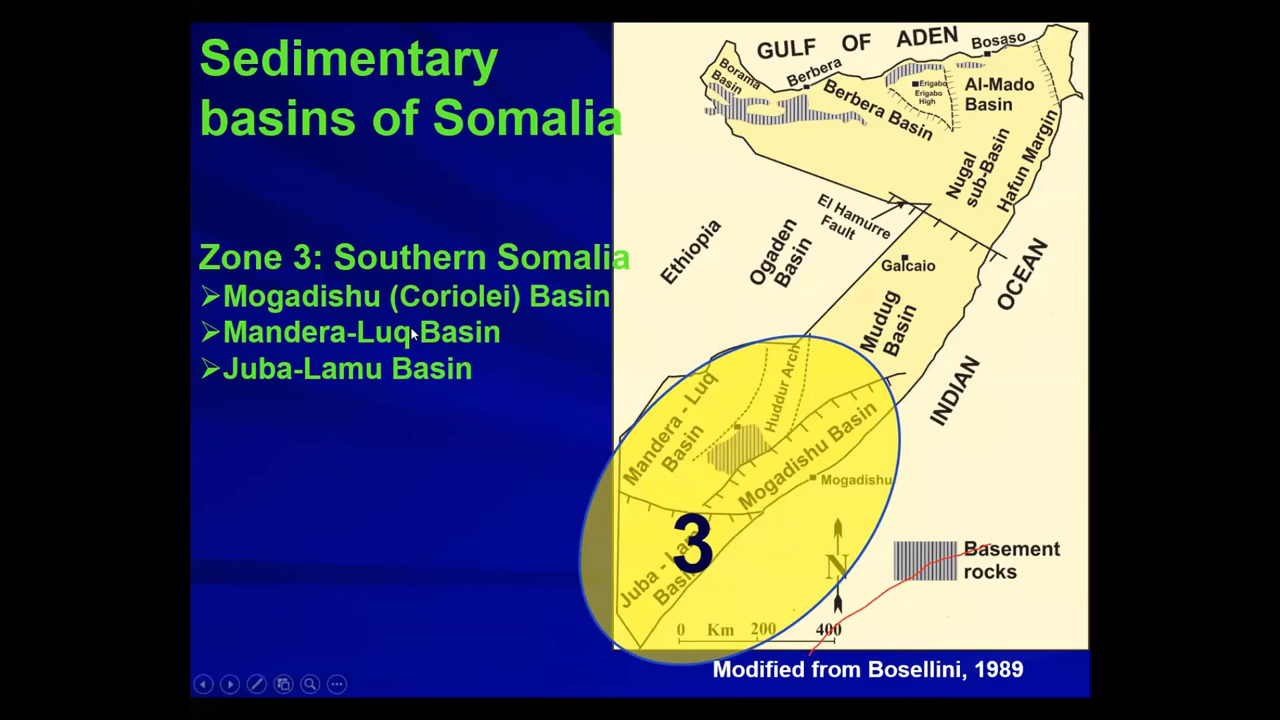 Sedimentary
basins of Somalia
Zone 3: Southern Somalia
➢Mogadishu (Coriolei) Basin
➢Mandera-Luq Basin
➢Juba-Lamu Basin
GULF OF ADEN
Bosaso
Borama
Basin
Berbera
Berbera Basin
Erigabo
Erigabo
High
Al-Mado
Basin
Nugal
sub-Basin
Hafun Margin
El Hamurre
Fault
Ethiopia
Ogaden
Basin
Galcaio
INDIAN OCEAN
Mudug
Basin
Mandera - Luq
Basin
Huddur Arch
Mogadishu Basin
Mogadishu
3
Juba - Lamu
Basin
N
Basement
rocks
0 Km 200 400
Modified from Bosellini, 1989